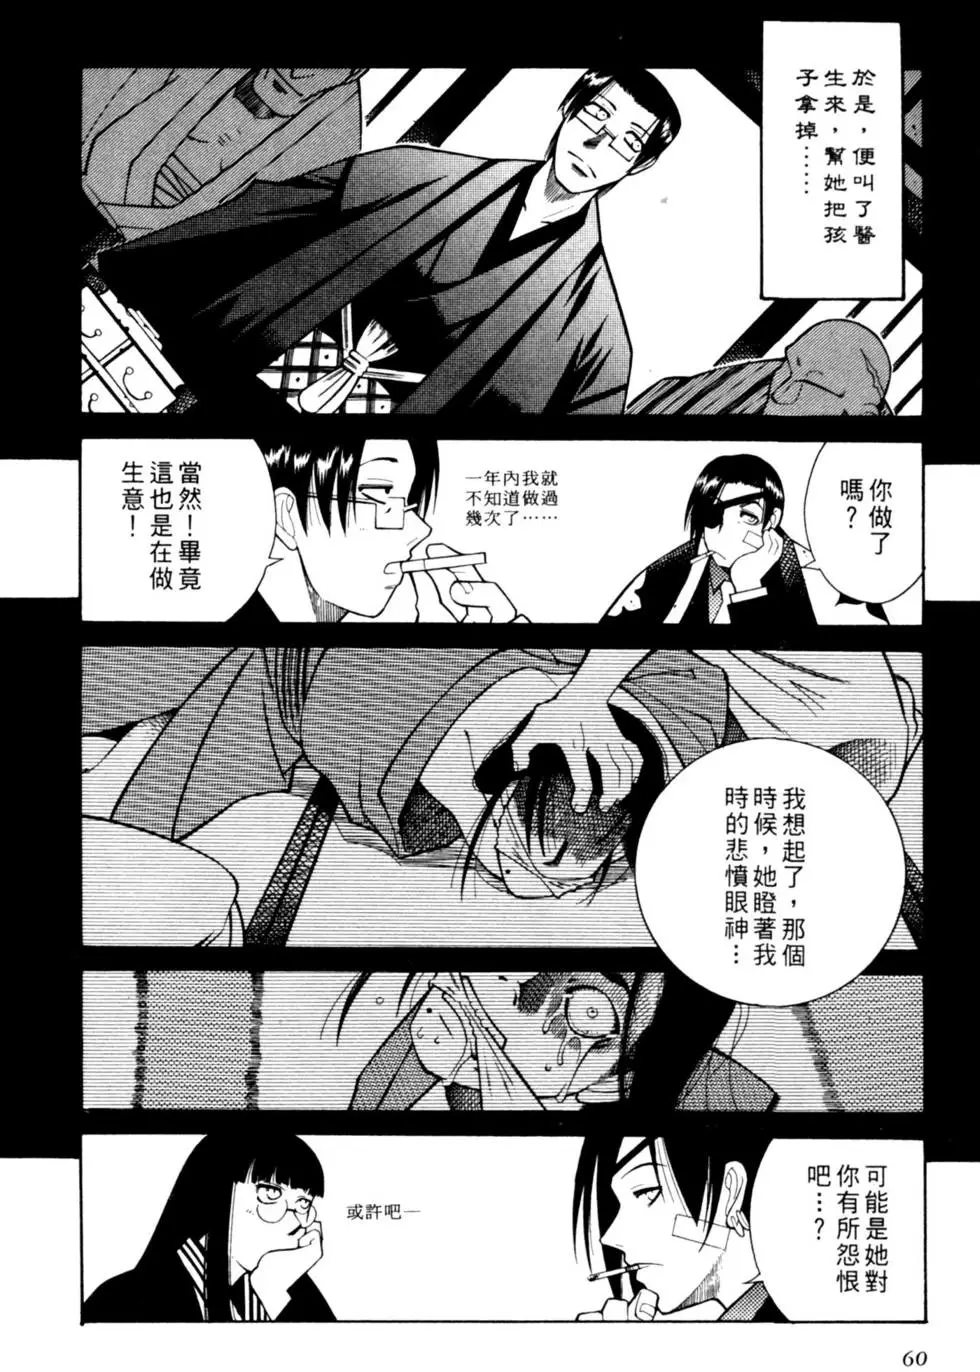 於是，便叫了醫
生來，幫她把孩
子拿掉……
你做了
嗎？
一年內我就
不知道做過
幾次了……
當然！畢竟
這也是在做
生意！
我想起了，那個
時候，她瞪著我
時的悲憤眼神…
可能是她對
你有所怨恨
吧…？
或許吧—
60